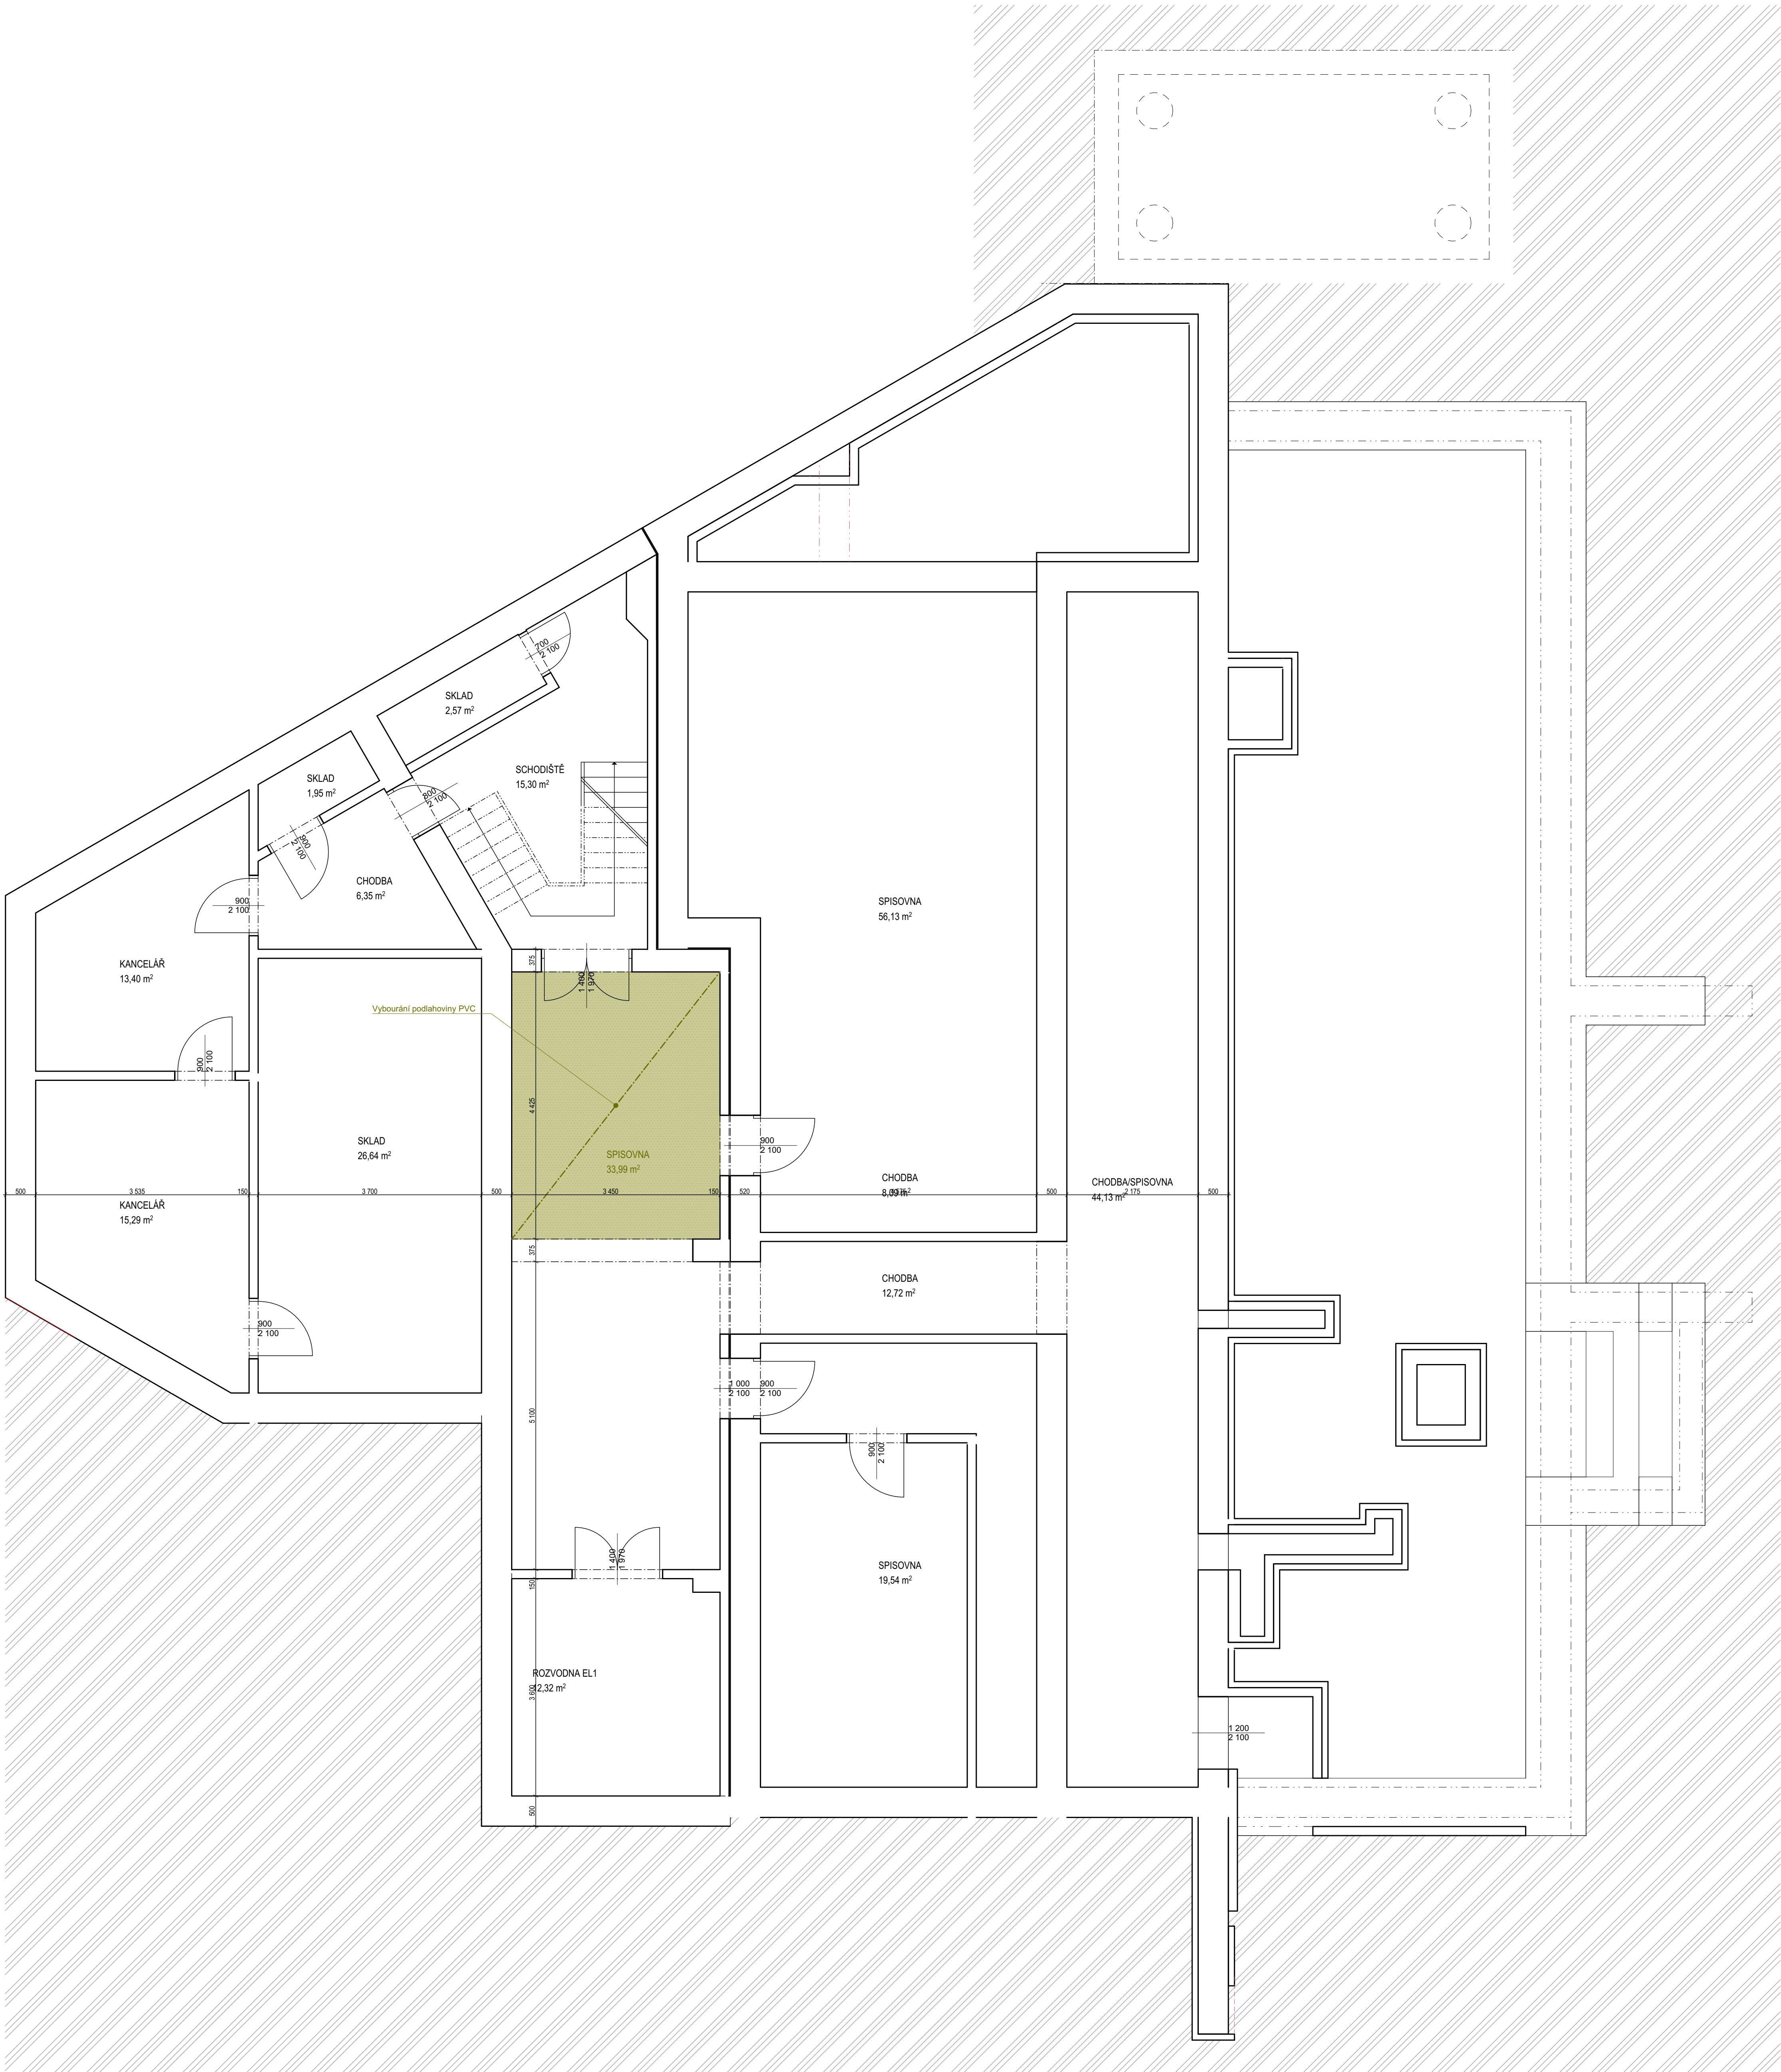 700
2 100
SKLAD
2,57 m²
SCHODIŠTĚ
15,30 m²
SKLAD
1,95 m²
800
2 100
900
2 100
CHODBA
6,35 m²
900
2 100
SPISOVNA
56,13 m²
KANCELÁŘ
13,40 m²
375
1 400
1 970
Vybourání podlahoviny PVC
900
2 100
4 425
SKLAD
26,64 m²
SPISOVNA
33,99 m²
900
2 100
CHODBA
8,09 m²
CHODBA/SPISOVNA
44,13 m²
500
3 535
150
3 700
500
3 450
150
520
500
2 175
500
KANCELÁŘ
15,29 m²
375
CHODBA
12,72 m²
900
2 100
1 000
2 100
900
2 100
5 100
900
2 100
1 400
1 970
150
SPISOVNA
19,54 m²
ROZVODNA EL1
12,32 m²
3 600
1 200
2 100
500